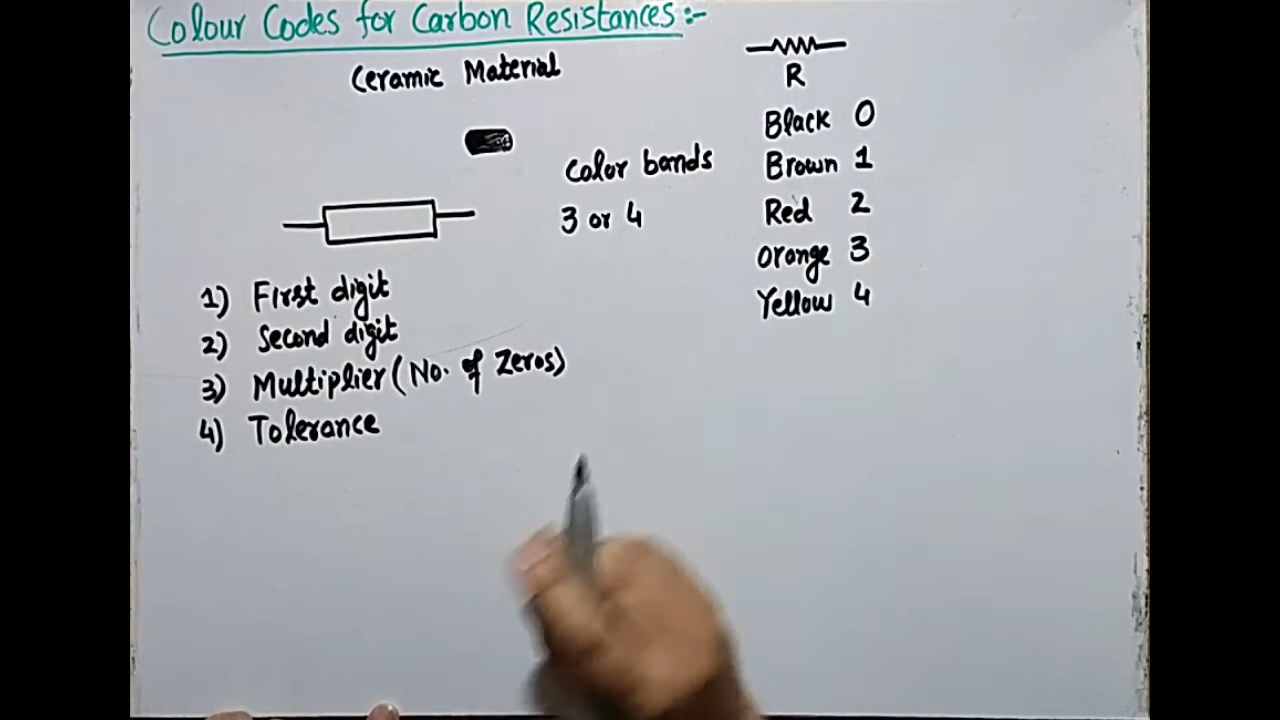 Colour Codes for Carbon Resistances :-
Ceramic Material
R
Color bands
3 or 4
Black 0
Brown 1
Red 2
Orange 3
Yellow 4
1) First digit
2) Second digit
3) Multiplier (No. of Zeros)
4) Tolerance